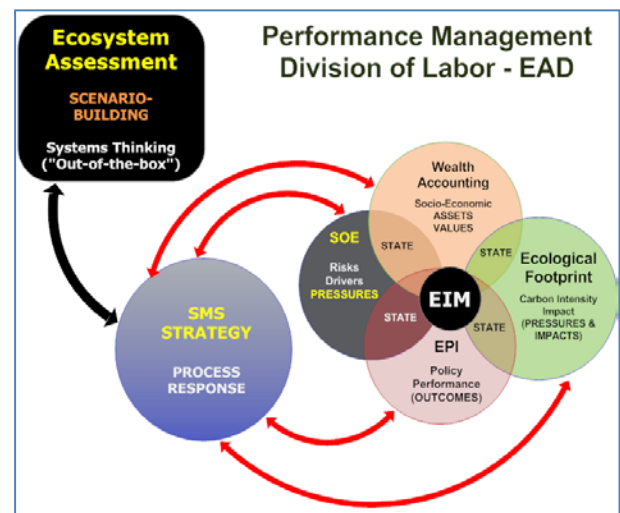 Ecosystem
Assessment
SCENARIO-
BUILDING
Systems Thinking
("Out-of-the-box")
Performance Management
Division of Labor - EAD
Wealth
Accounting
Socio-Economic
ASSETS
VALUES
SOE
Risks
Drivers
PRESSURES
STATE
STATE
STATE
STATE
EIM
Ecological
Footprint
Carbon Intensity
Impact
(PRESSURES &
IMPACTS)
EPI
Policy
Performance
(OUTCOMES)
SMS
STRATEGY
PROCESS
RESPONSE